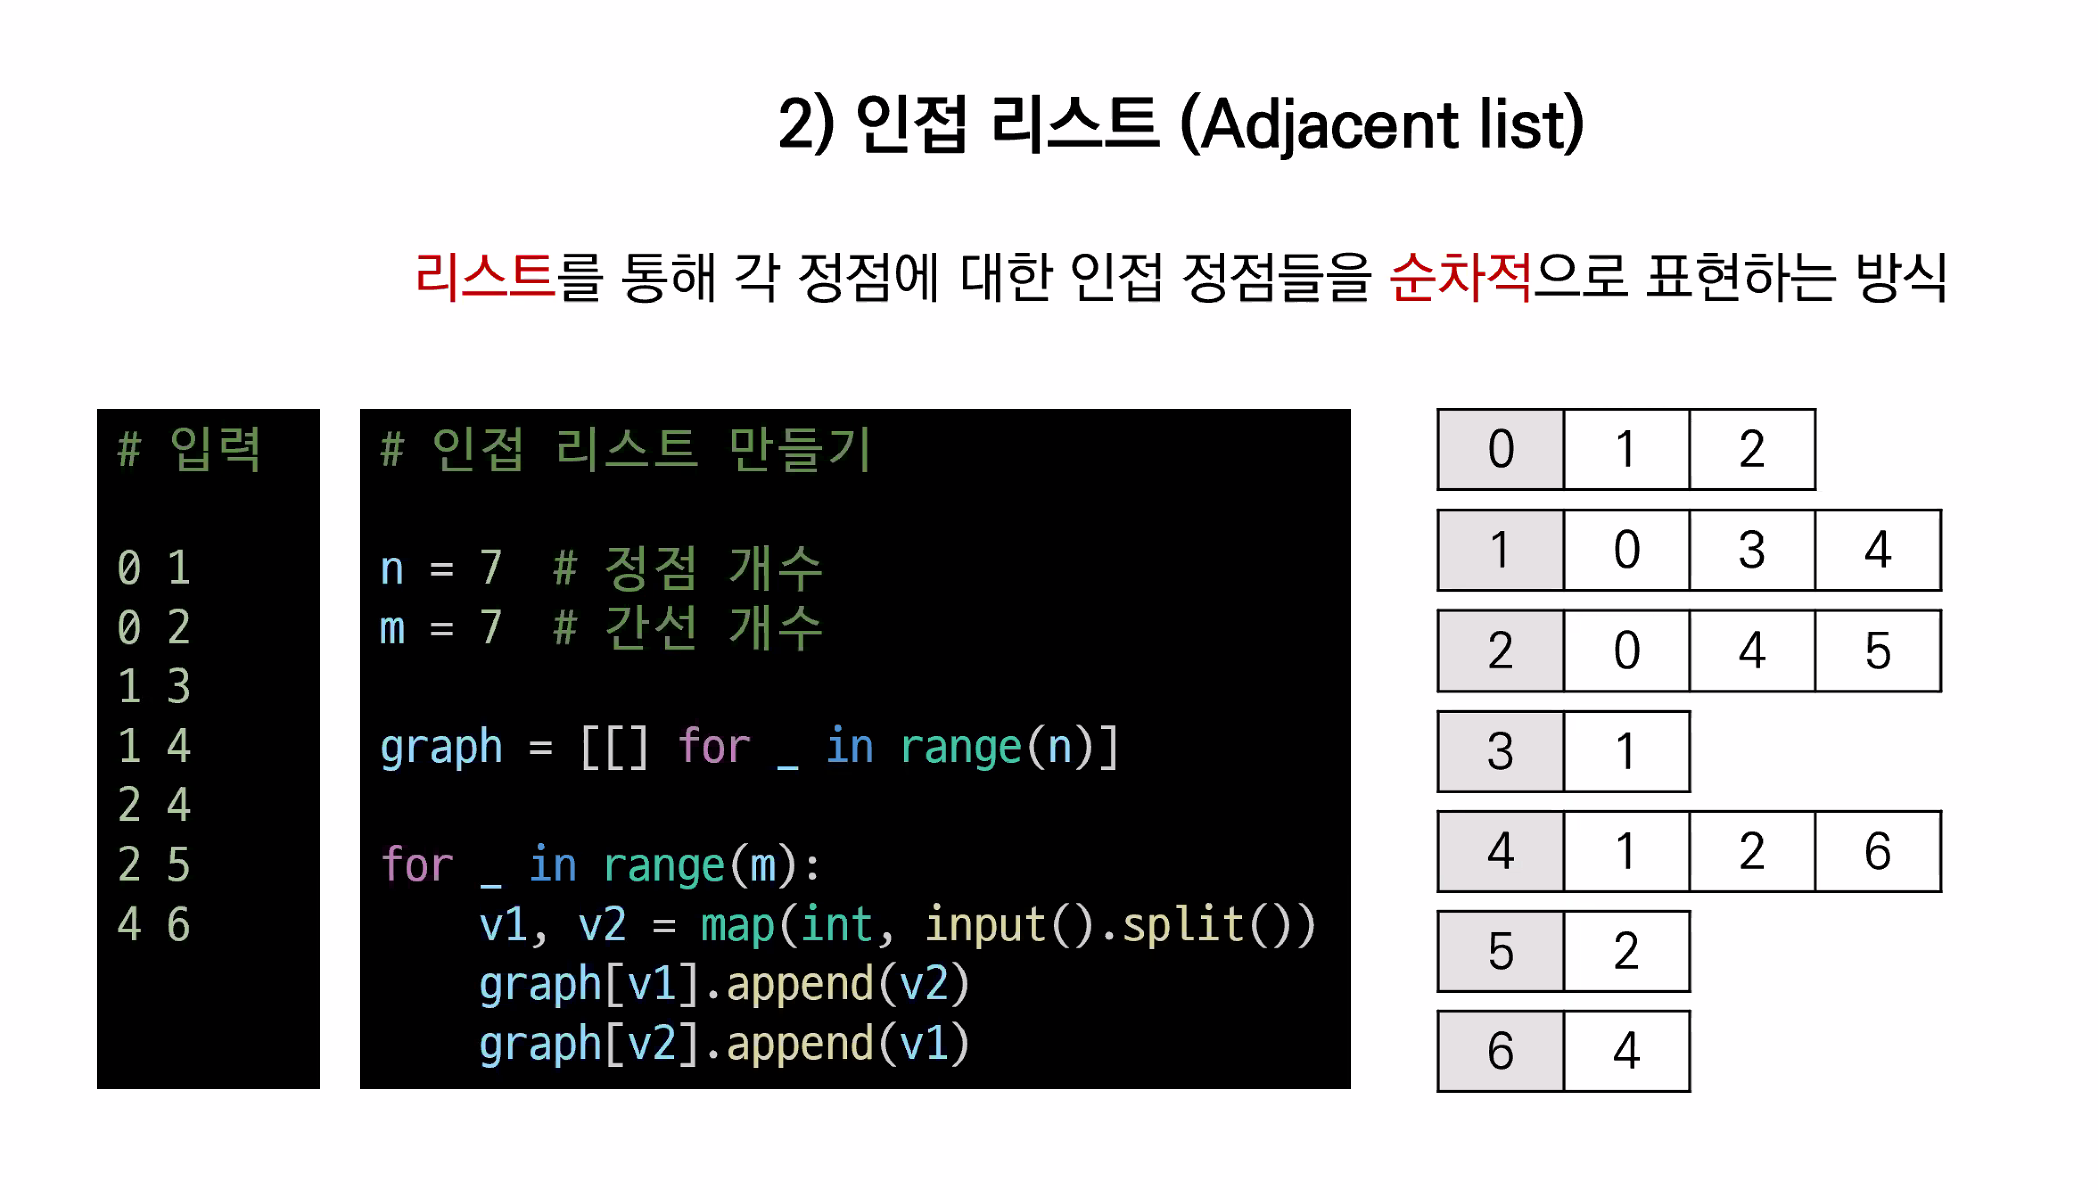 2) 인접 리스트 (Adjacent list)
리스트를 통해 각 정점에 대한 인접 정점들을 순차적으로 표현하는 방식
# 입력
0 1
0 2
1 3
1 4
2 4
2 5
4 6
# 인접 리스트 만들기
n = 7  # 정점 개수
m = 7  # 간선 개수
graph = [[] for _ in range(n)]
for _ in range(m):
    v1, v2 = map(int, input().split())
    graph[v1].append(v2)
    graph[v2].append(v1)
0 1 2
1 0 3 4
2 0 4 5
3 1
4 1 2 6
5 2
6 4